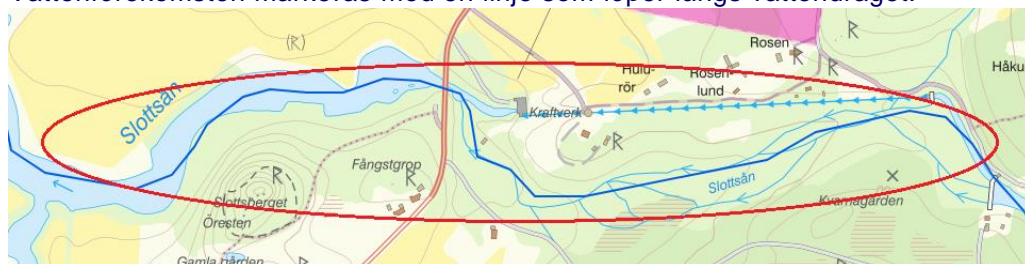 Vattenförekomsten markeras med en linje som löper längs vattendraget.
(R)
R
Rosen
R
R
Hulu-
rör
Rosen-
lund
Håku
Slottsån
Kraftverk
R
Fångstgrop
R
R
Slottsån
Slottsberget
Kvarnagården
Öresten
Gamla gården
R